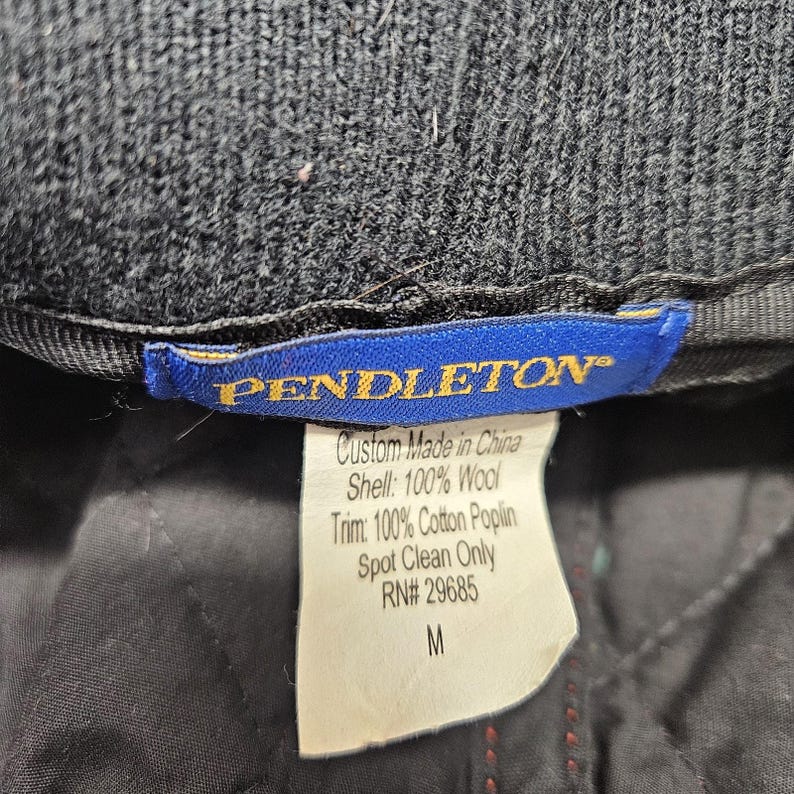 PENDLETON®
Custom Made in China
Shell: 100% Wool
Trim: 100% Cotton Poplin
Spot Clean Only
RN# 29685
M